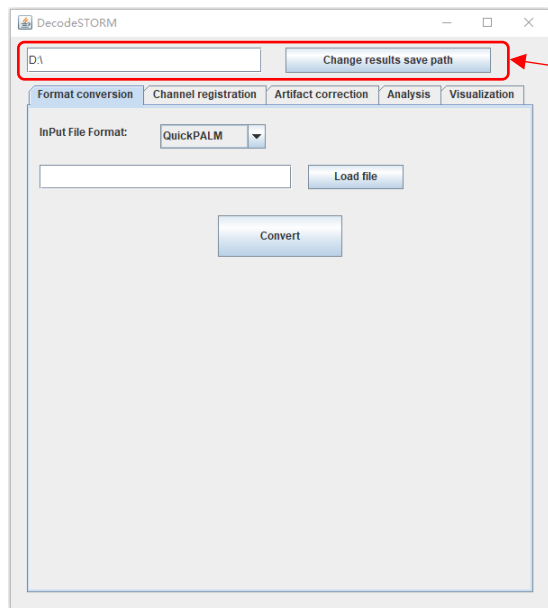 DecodeSTORM
D:\ Change results save path
Format conversion Channel registration Artifact correction Analysis Visualization
InPut File Format: QuickPALM
Load file
Convert